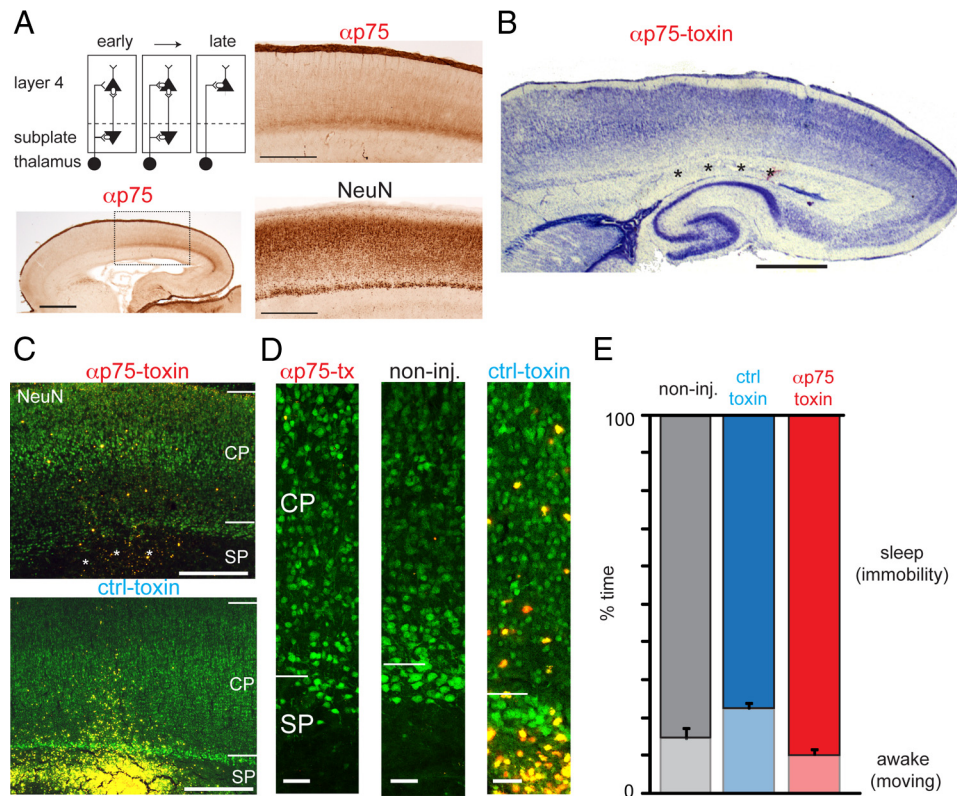 A
early
late
layer 4
subplate
thalamus
αp75
αp75
NeuN
B
αp75-toxin
*
*
*
*
C
αp75-toxin
NeuN
CP
SP
*
*
*
ctrl-toxin
CP
SP
D
αp75-tx
non-inj.
ctrl-toxin
CP
SP
E
non-inj.
ctrl
toxin
αp75
toxin
100
% time
0
sleep
(immobility)
awake
(moving)